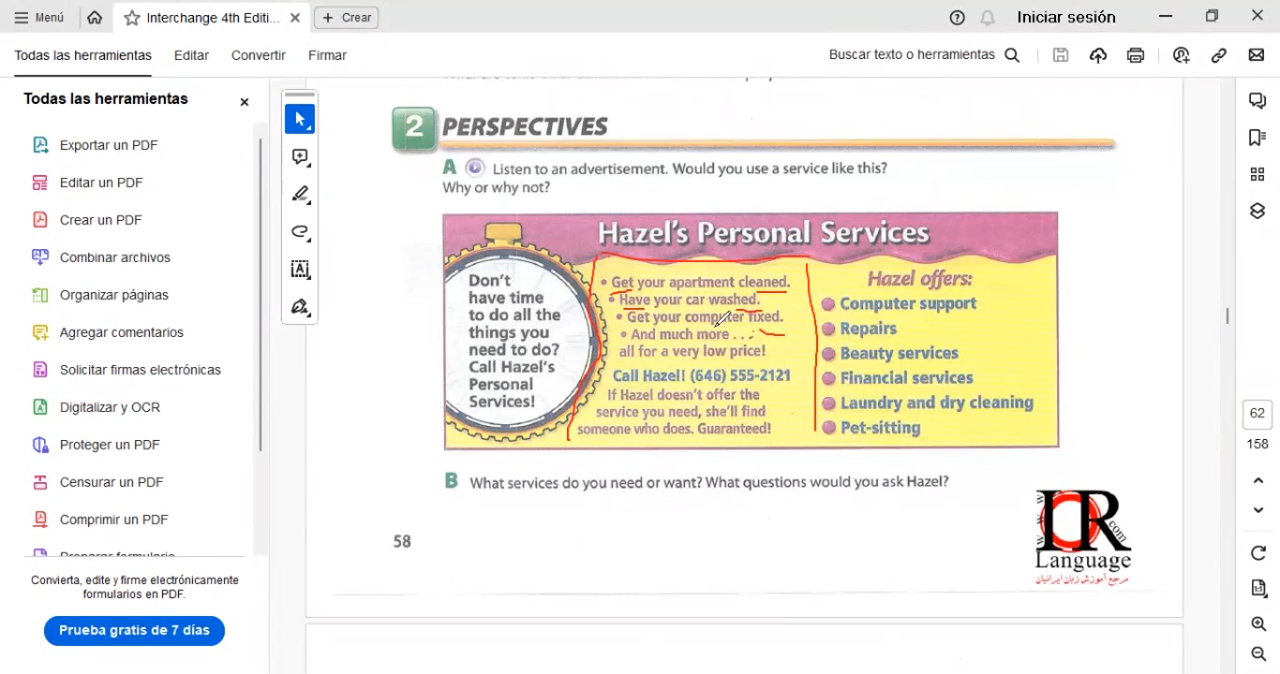 Menú
Interchange 4th Editi...
Crear
Iniciar sesión
Todas las herramientas
Editar
Convertir
Firmar
Buscar texto o herramientas
Todas las herramientas
Exportar un PDF
Editar un PDF
Crear un PDF
Combinar archivos
Organizar páginas
Agregar comentarios
Solicitar firmas electrónicas
Digitalizar y OCR
Proteger un PDF
Censurar un PDF
Comprimir un PDF
Convierta, edite y firme electrónicamente
formularios en PDF.
Prueba gratis de 7 días
2 PERSPECTIVES
A Listen to an advertisement. Would you use a service like this?
Why or why not?
Hazel's Personal Services
Don't
have time
to do all the
things you
need to do?
Call Hazel's
Personal
Services!
• Get your apartment cleaned.
• Have your car washed.
• Get your computer fixed.
• And much more . . .
all for a very low price!
Call Hazel! (646) 555-2121
If Hazel doesn't offer the
service you need, she'll find
someone who does. Guaranteed!
Hazel offers:
Computer support
Repairs
Beauty services
Financial services
Laundry and dry cleaning
Pet-sitting
B What services do you need or want? What questions would you ask Hazel?
58
IR
.com
Language
مرجع آموزش زبان ایرانیان
62
158